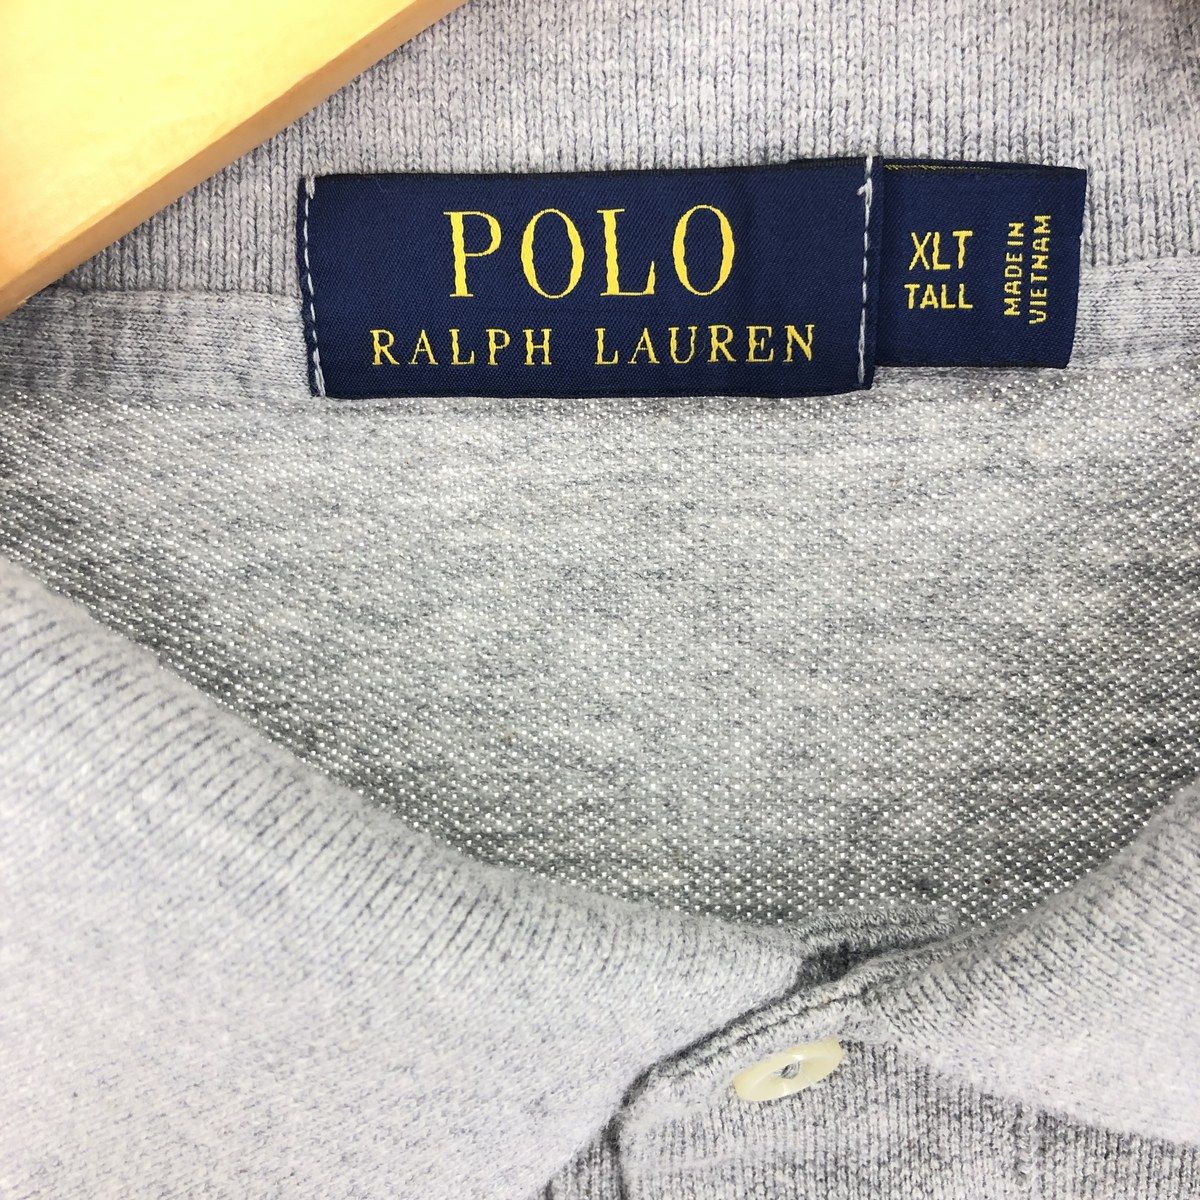 POLO
RALPH LAUREN
XLT
TALL
MADE IN
VIETNAM